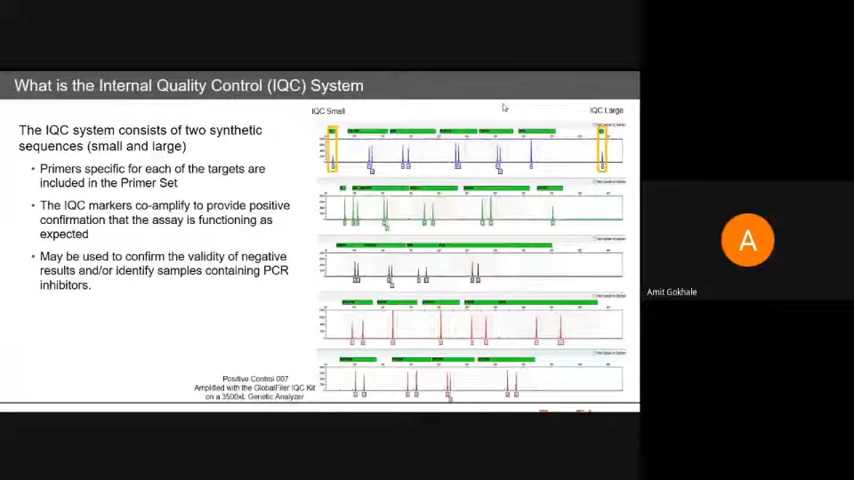 What is the Internal Quality Control (IQC) System
IQC Small
IQC Large
The IQC system consists of two synthetic
sequences (small and large)
• Primers specific for each of the targets are
included in the Primer Set
• The IQC markers co-amplify to provide positive
confirmation that the assay is functioning as
expected
• May be used to confirm the validity of negative
results and/or identify samples containing PCR
inhibitors.
Positive Control 007
Amplified with the GlobalFiler IQC Kit
on a 3500xL Genetic Analyzer
A
Amit Gokhale